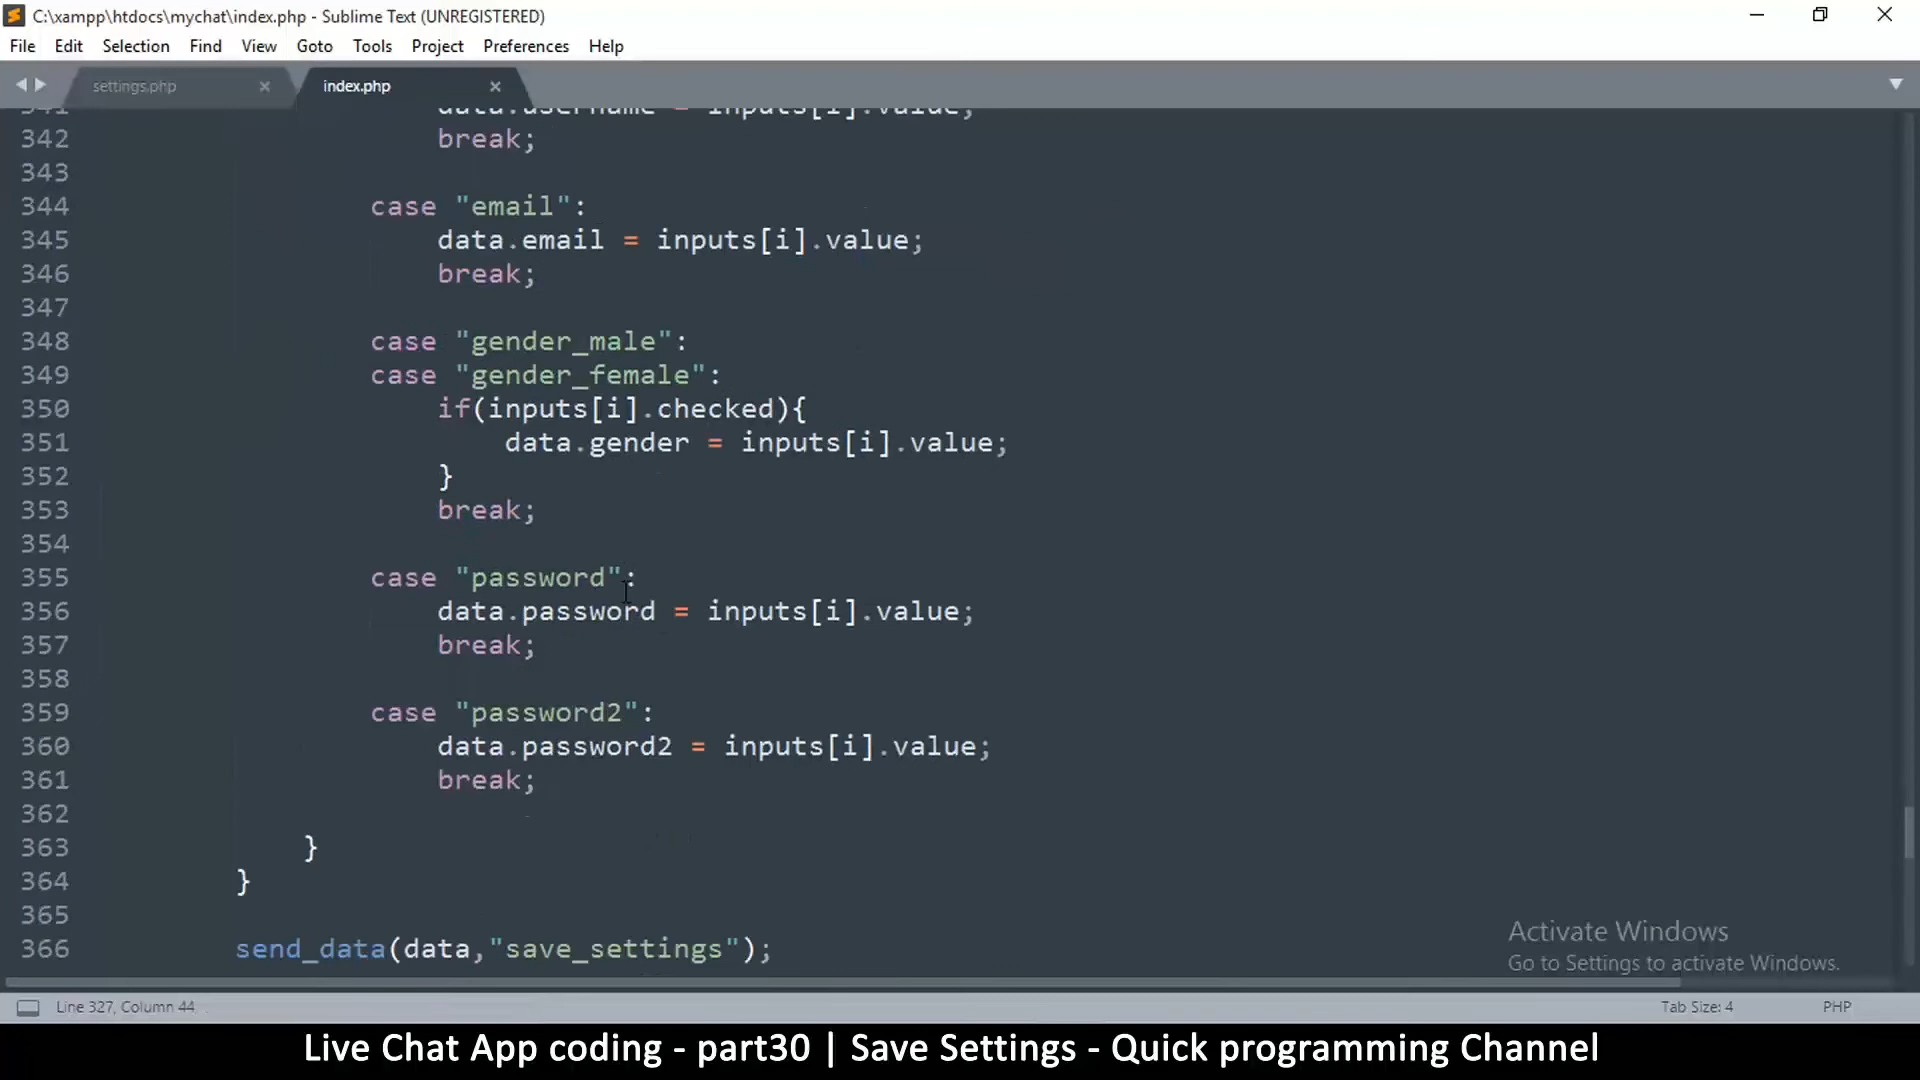 C:\xampp\htdocs\mychat\index.php - Sublime Text (UNREGISTERED)
File Edit Selection Find View Goto Tools Project Preferences Help
settings.php index.php
341 data.username = inputs[i].value;
342 break;
343
344 case "email":
345 data.email = inputs[i].value;
346 break;
347
348 case "gender_male":
349 case "gender_female":
350 if(inputs[i].checked){
351 data.gender = inputs[i].value;
352 }
353 break;
354
355 case "password":
356 data.password = inputs[i].value;
357 break;
358
359 case "password2":
360 data.password2 = inputs[i].value;
361 break;
362
363 }
364 }
365
366 send_data(data,"save_settings");
Activate Windows
Go to Settings to activate Windows.
Line 327, Column 44 Tab Size: 4 PHP
Live Chat App coding - part30 | Save Settings - Quick programming Channel